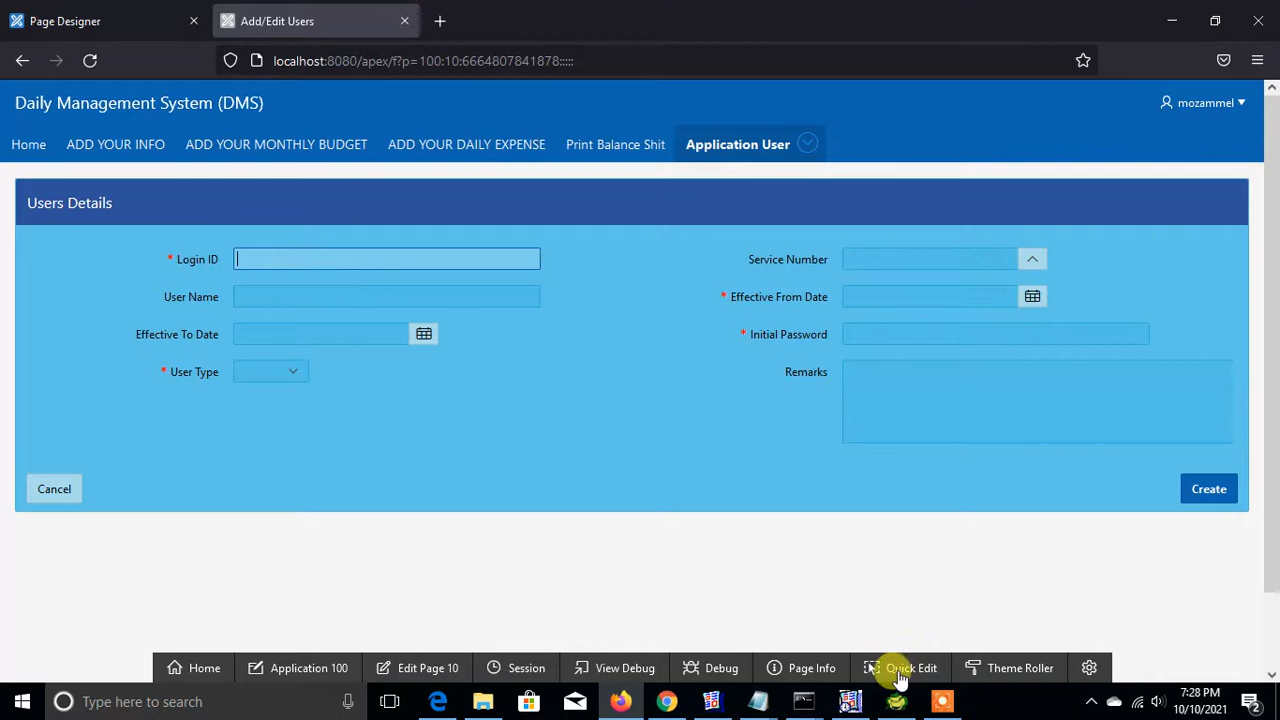 Page Designer
Add/Edit Users
localhost:8080/apex/f?p=100:10:6664807841878:::::
Daily Management System (DMS)
mozammel
Home ADD YOUR INFO ADD YOUR MONTHLY BUDGET ADD YOUR DAILY EXPENSE Print Balance Shit Application User
Users Details
* Login ID
Service Number
User Name
* Effective From Date
Effective To Date
* Initial Password
* User Type
Remarks
Cancel
Create
Home Application 100 Edit Page 10 Session View Debug Debug Page Info Quick Edit Theme Roller
Type here to search
7:28 PM
10/10/2021
2